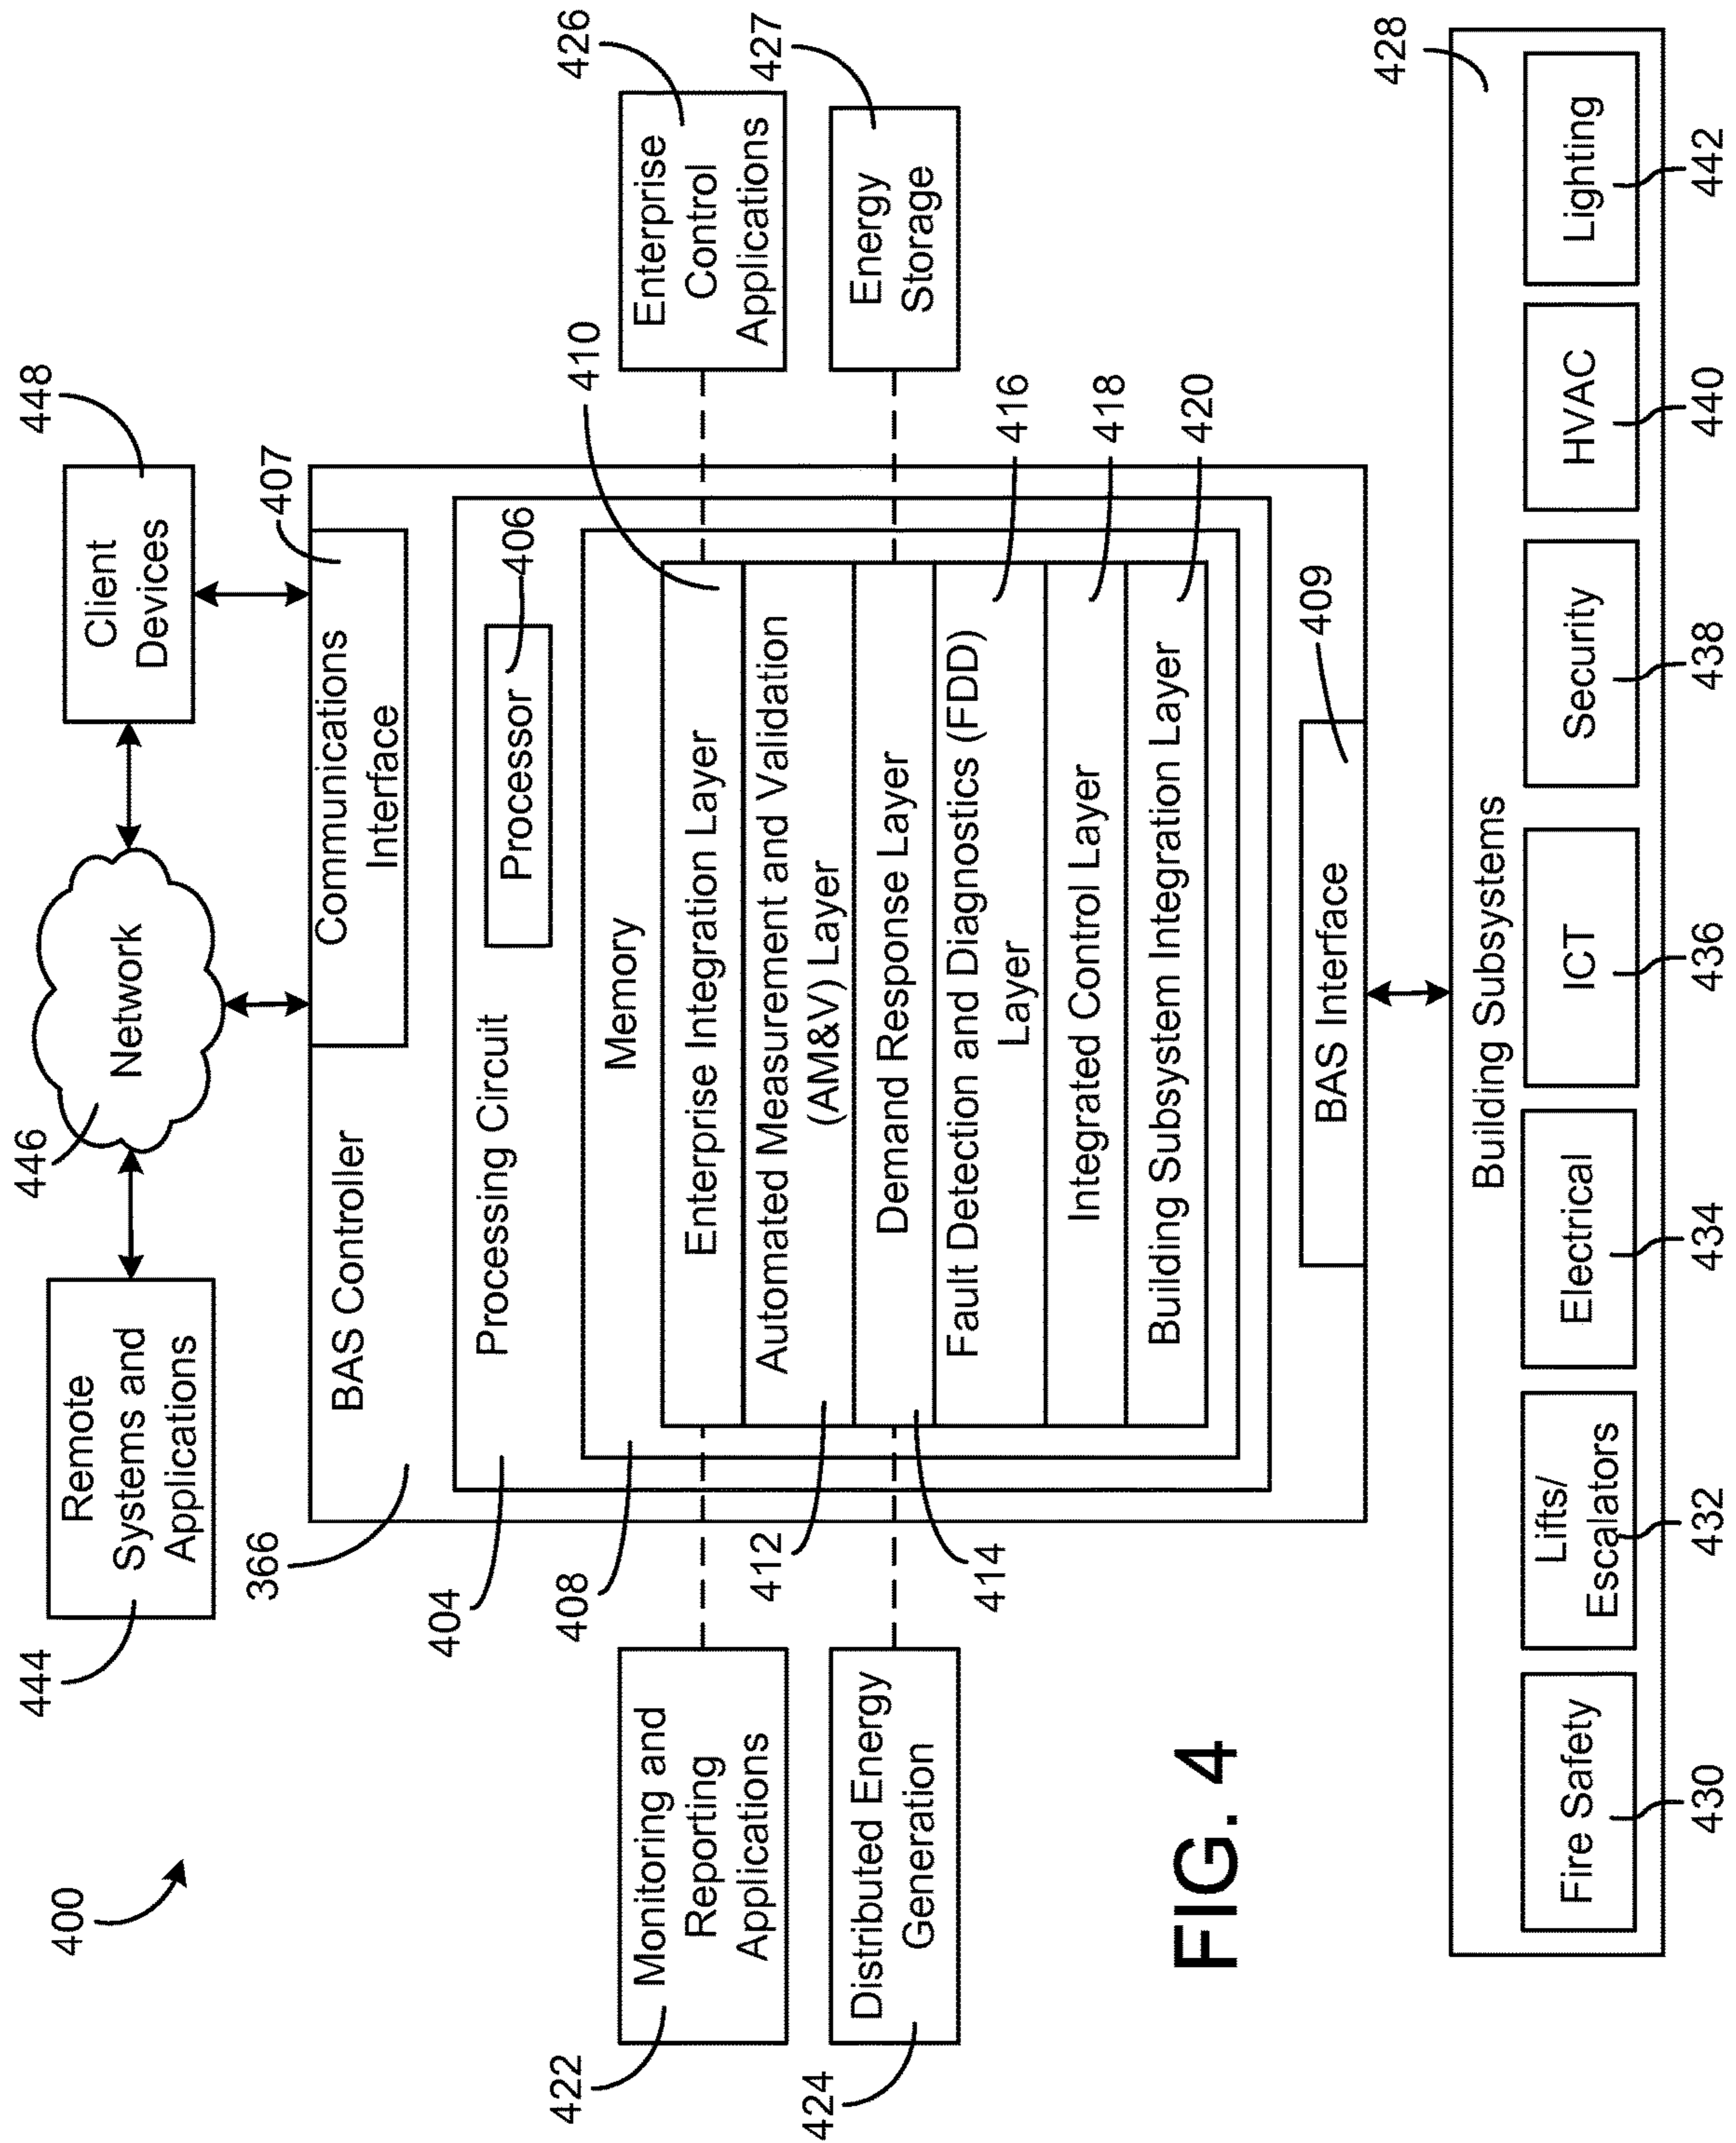 400
444
Remote
Systems and
Applications
446
Network
448
Client
Devices
366
BAS Controller
407
Communications
Interface
404
Processing Circuit
Processor
406
408
Memory
410
Enterprise Integration Layer
412
Automated Measurement and Validation
(AM&V) Layer
414
Demand Response Layer
416
Fault Detection and Diagnostics (FDD)
Layer
418
Integrated Control Layer
420
Building Subsystem Integration Layer
422
Monitoring and
Reporting
Applications
424
Distributed Energy
Generation
426
Enterprise
Control
Applications
427
Energy
Storage
BAS Interface
409
FIG. 4
428
Building Subsystems
Fire Safety
Lifts/
Escalators
Electrical
ICT
Security
HVAC
Lighting
430
432
434
436
438
440
442